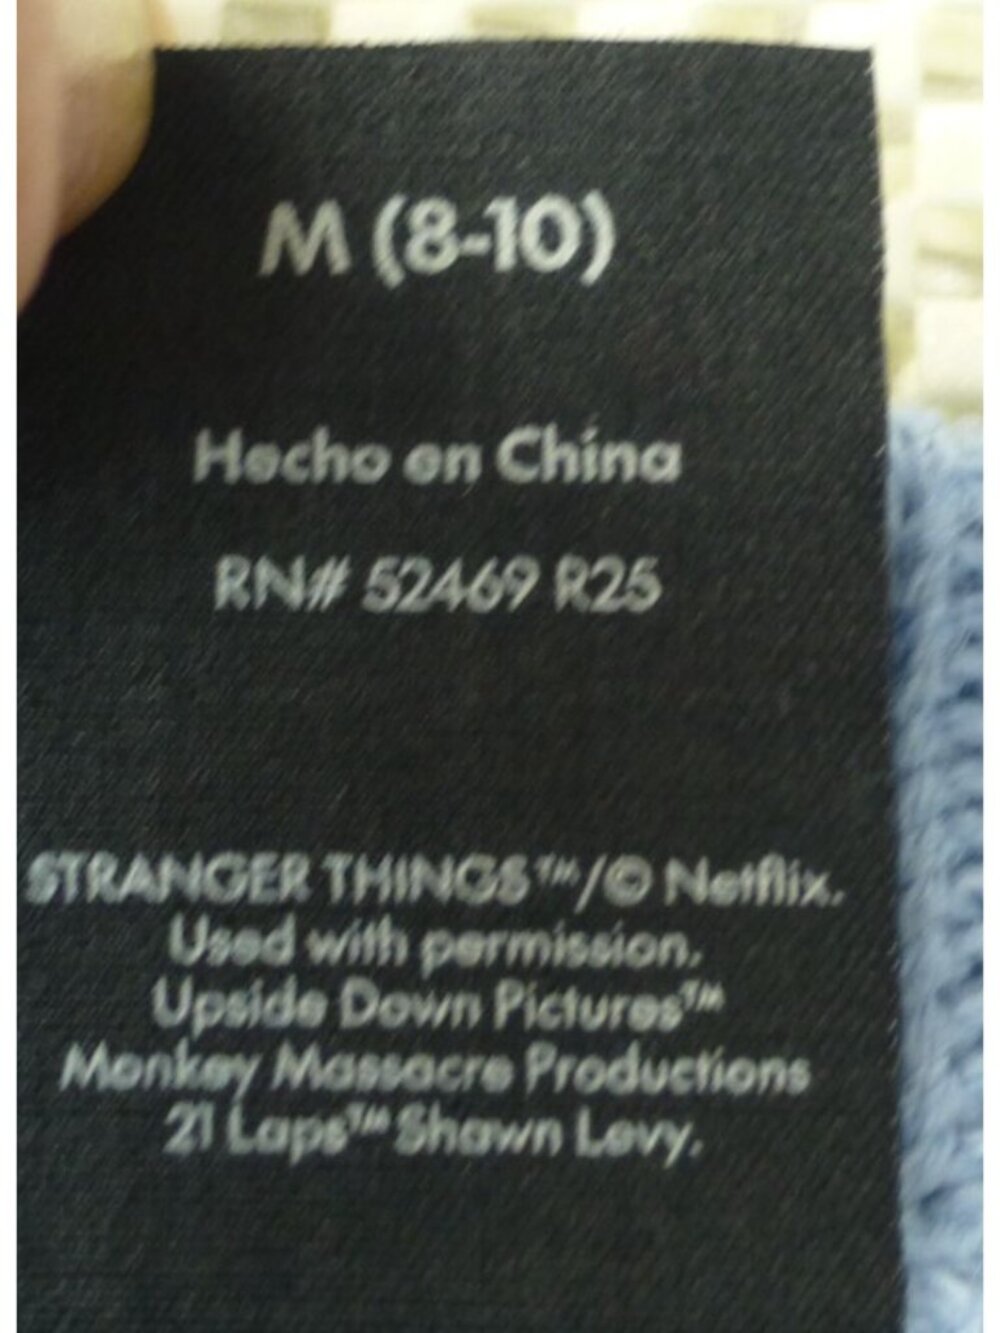 M (8-10)
Hecho en China
RN# 52469 R25
STRANGER THINGS™/© Netflix.
Used with permission.
Upside Down Pictures™
Monkey Massacre Productions
21 Laps™ Shawn Levy.